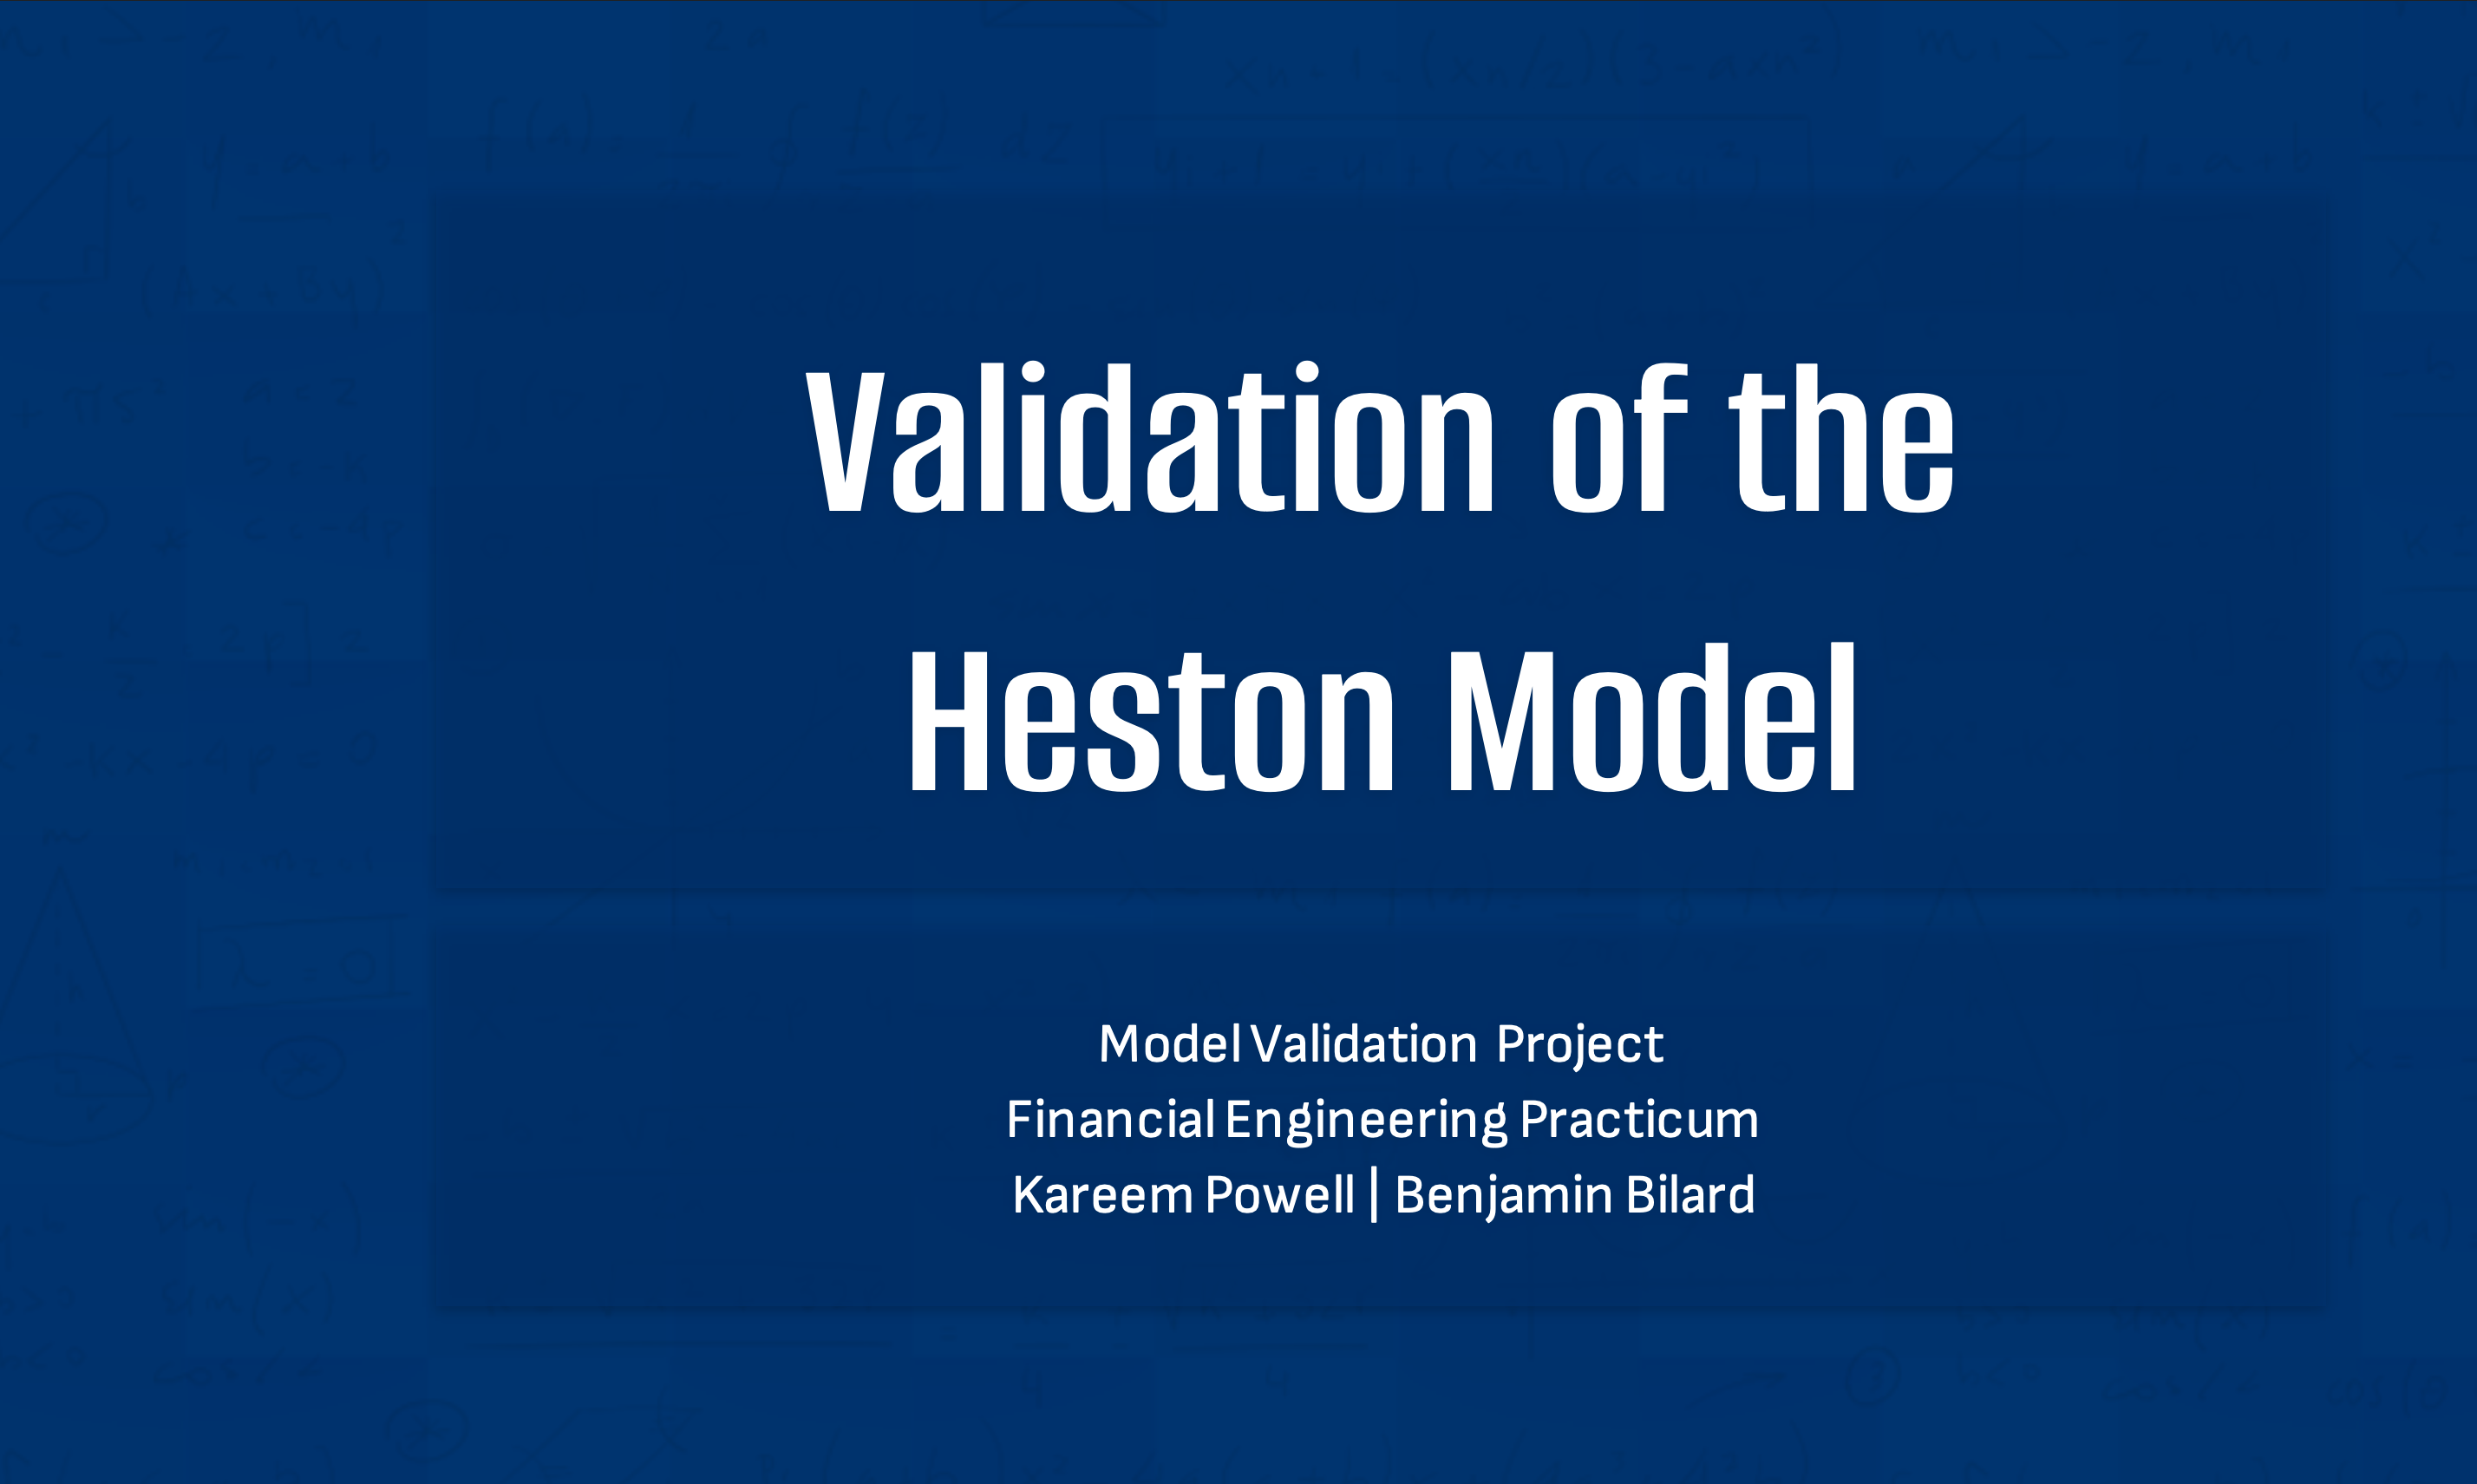 Validation of the
Heston Model
Model Validation Project
Financial Engineering Practicum
Kareem Powell | Benjamin Bilard